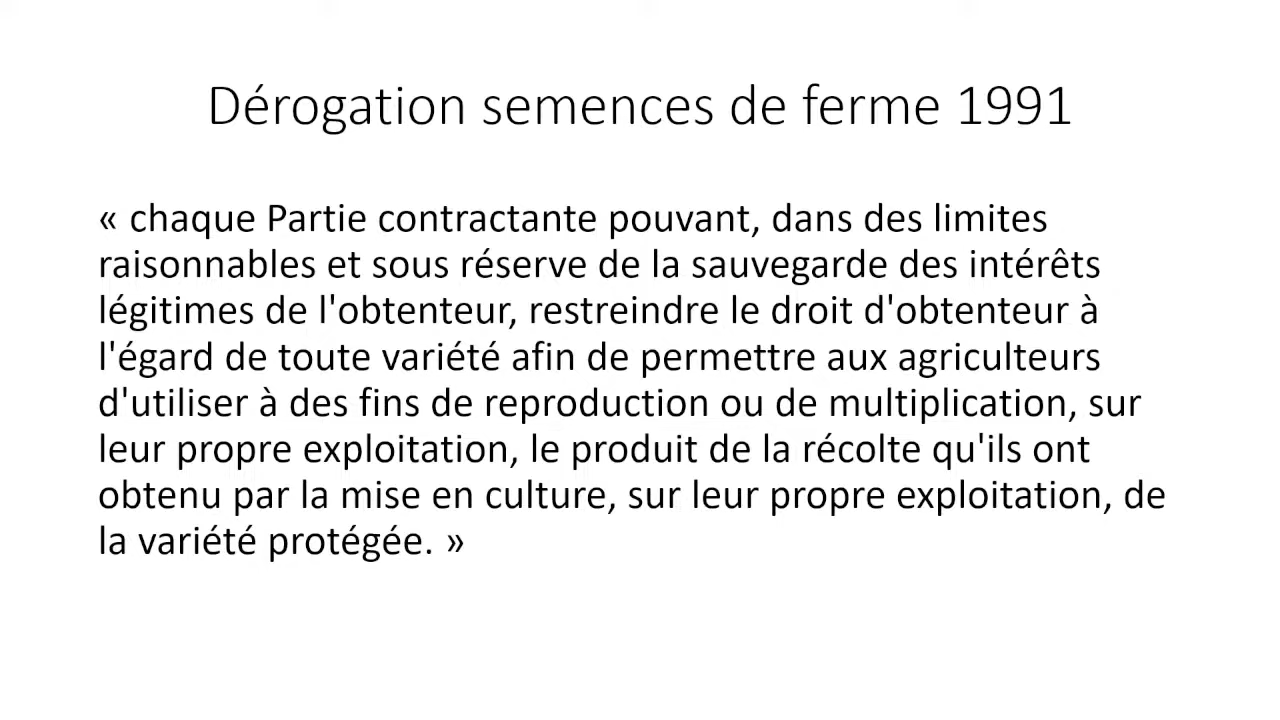 Dérogation semences de ferme 1991
« chaque Partie contractante pouvant, dans des limites
raisonnables et sous réserve de la sauvegarde des intérêts
légitimes de l'obtenteur, restreindre le droit d'obtenteur à
l'égard de toute variété afin de permettre aux agriculteurs
d'utiliser à des fins de reproduction ou de multiplication, sur
leur propre exploitation, le produit de la récolte qu'ils ont
obtenu par la mise en culture, sur leur propre exploitation, de
la variété protégée. »